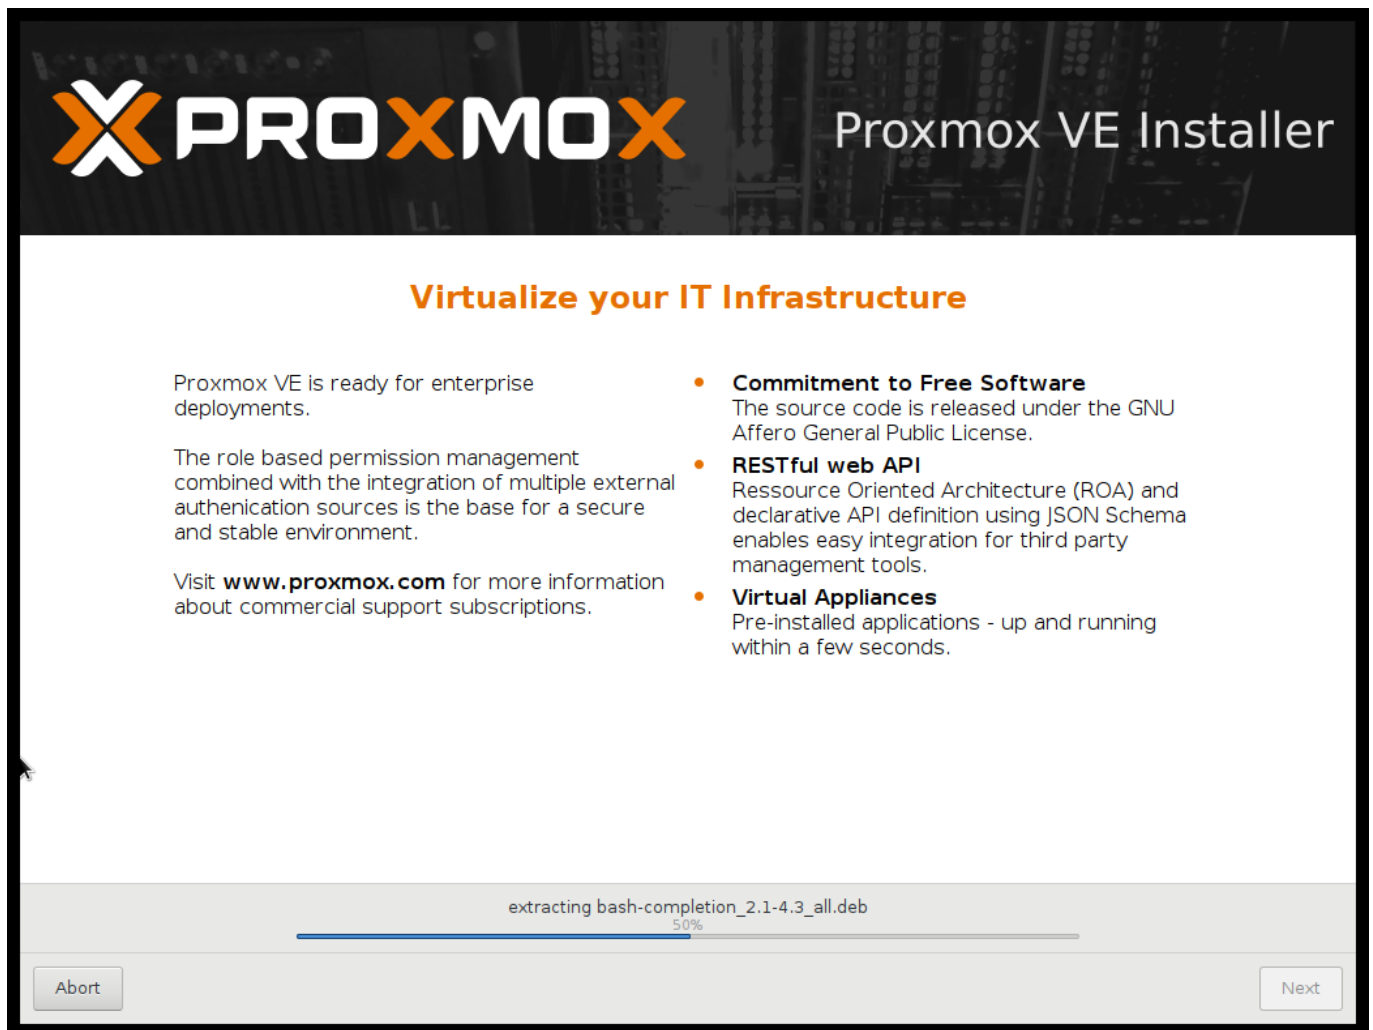 PROXMOX
Proxmox VE Installer
Virtualize your IT Infrastructure
Proxmox VE is ready for enterprise
deployments.
The role based permission management
combined with the integration of multiple external
authenication sources is the base for a secure
and stable environment.
Visit www.proxmox.com for more information
about commercial support subscriptions.
• Commitment to Free Software
The source code is released under the GNU
Affero General Public License.
• RESTful web API
Ressource Oriented Architecture (ROA) and
declarative API definition using JSON Schema
enables easy integration for third party
management tools.
• Virtual Appliances
Pre-installed applications - up and running
within a few seconds.
extracting bash-completion_2.1-4.3_all.deb
50%
Abort
Next